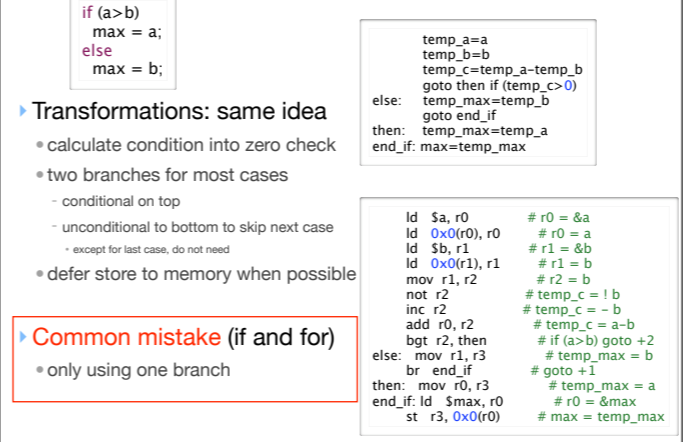 if (a>b)
max = a;
else
max = b;
temp_a=a
temp_b=b
temp_c=temp_a-temp_b
goto then if (temp_c>0)
else: temp_max=temp_b
goto end_if
then: temp_max=temp_a
end_if: max=temp_max
Transformations: same idea
calculate condition into zero check
two branches for most cases
- conditional on top
- unconditional to bottom to skip next case
except for last case, do not need
defer store to memory when possible
Common mistake (if and for)
only using one branch
ld $a, r0 # r0 = &a
ld 0x0(r0), r0 # r0 = a
ld $b, r1 # r1 = &b
ld 0x0(r1), r1 # r1 = b
mov r1, r2 # r2 = b
not r2 # temp_c = ! b
inc r2 # temp_c = - b
add r0, r2 # temp_c = a-b
bgt r2, then # if (a>b) goto +2
else: mov r1, r3 # temp_max = b
br end_if # goto +1
then: mov r0, r3 # temp_max = a
end_if: ld $max, r0 # r0 = &max
st r3, 0x0(r0) # max = temp_max